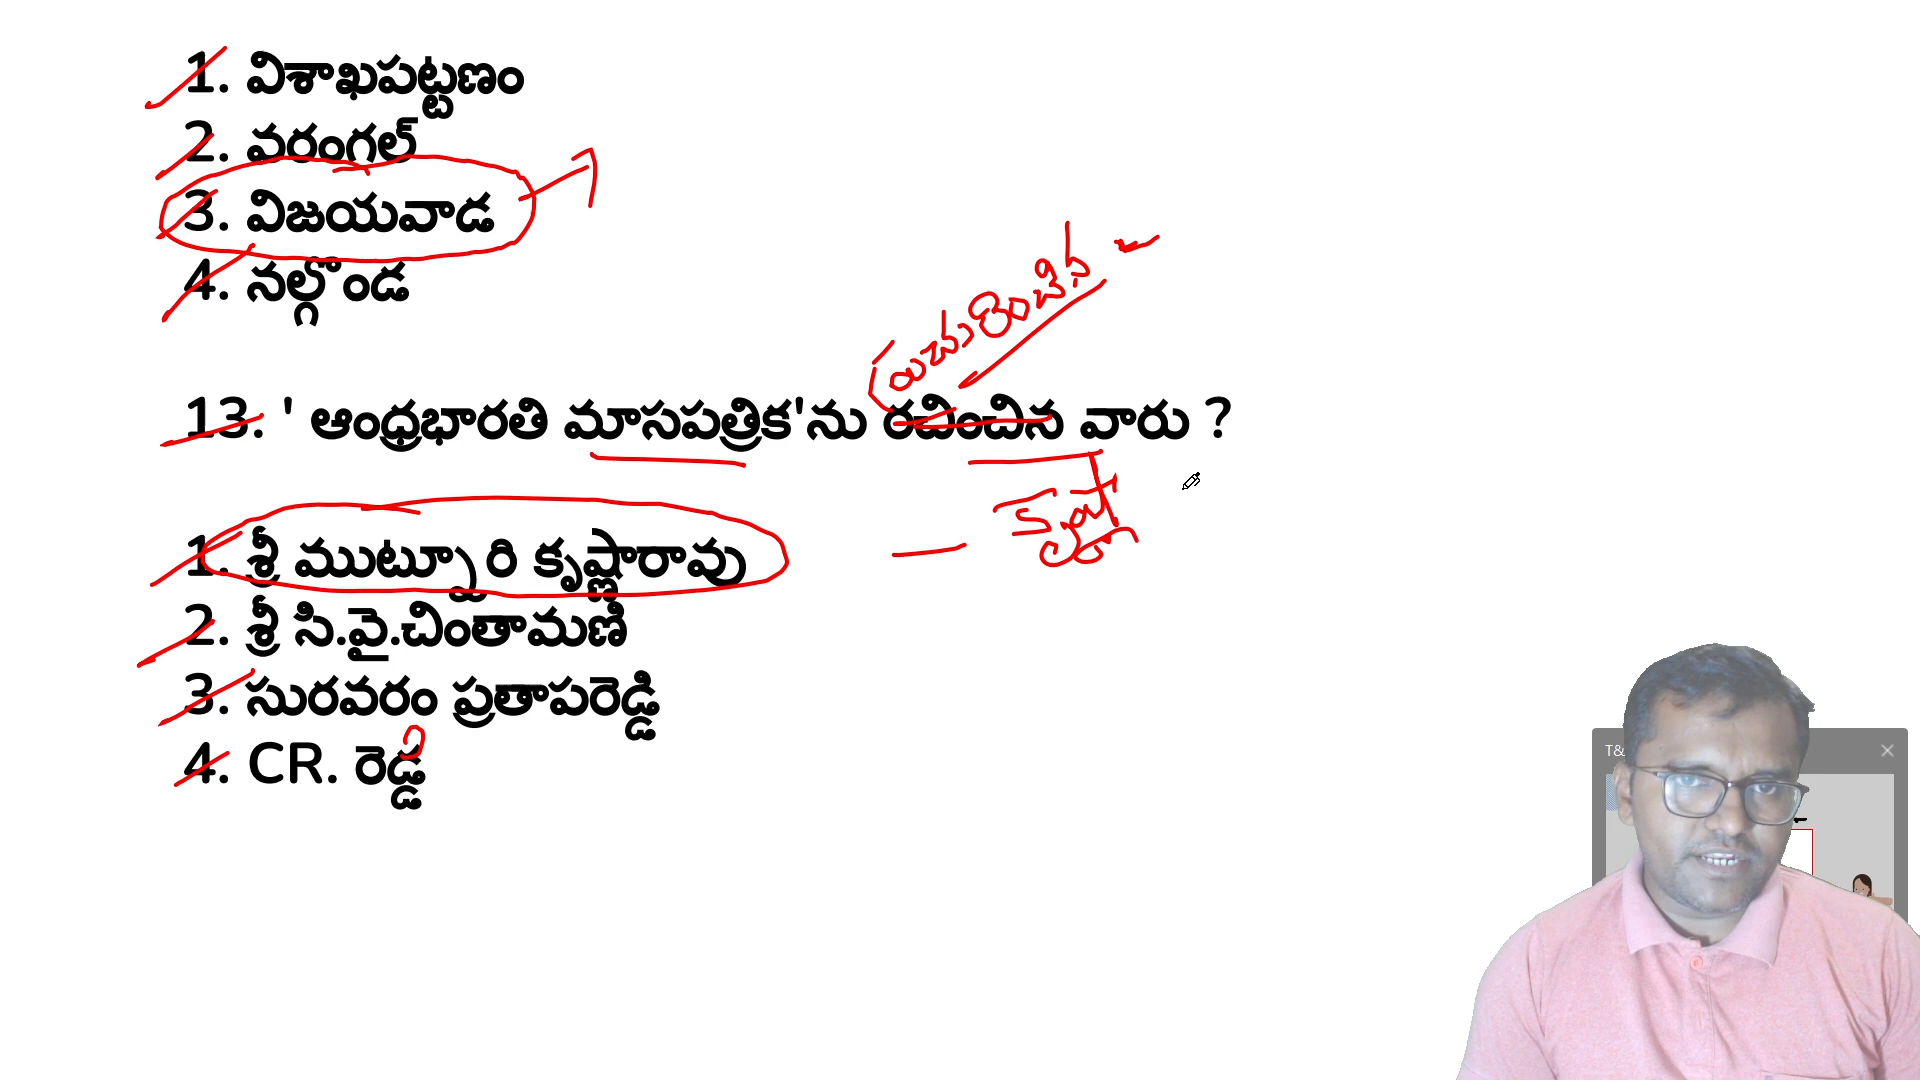 1. విశాఖపట్టణం
2. వరంగల్
3. విజయవాడ
4. నల్గొండ
ప్రచురించిన
13. ' ఆంధ్రభారతి మాసపత్రిక'ను రచించిన వారు ?
1. శ్రీ ముట్నూరి కృష్ణారావు
2. శ్రీ సి.వై.చింతామణి
3. సురవరం ప్రతాపరెడ్డి
4. CR. రెడ్డ
T&